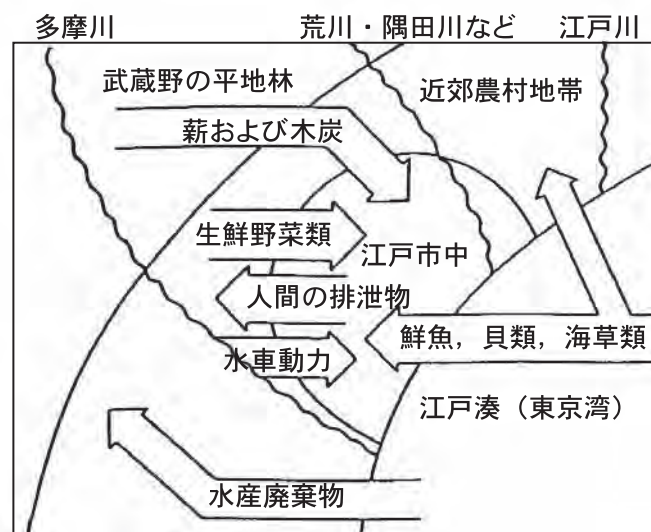 多摩川
荒川・隅田川など
江戸川
武蔵野の平地林
近郊農村地帯
薪および木炭
生鮮野菜類
江戸市中
人間の排泄物
鮮魚，貝類，海草類
水車動力
江戸湊（東京湾）
水産廃棄物